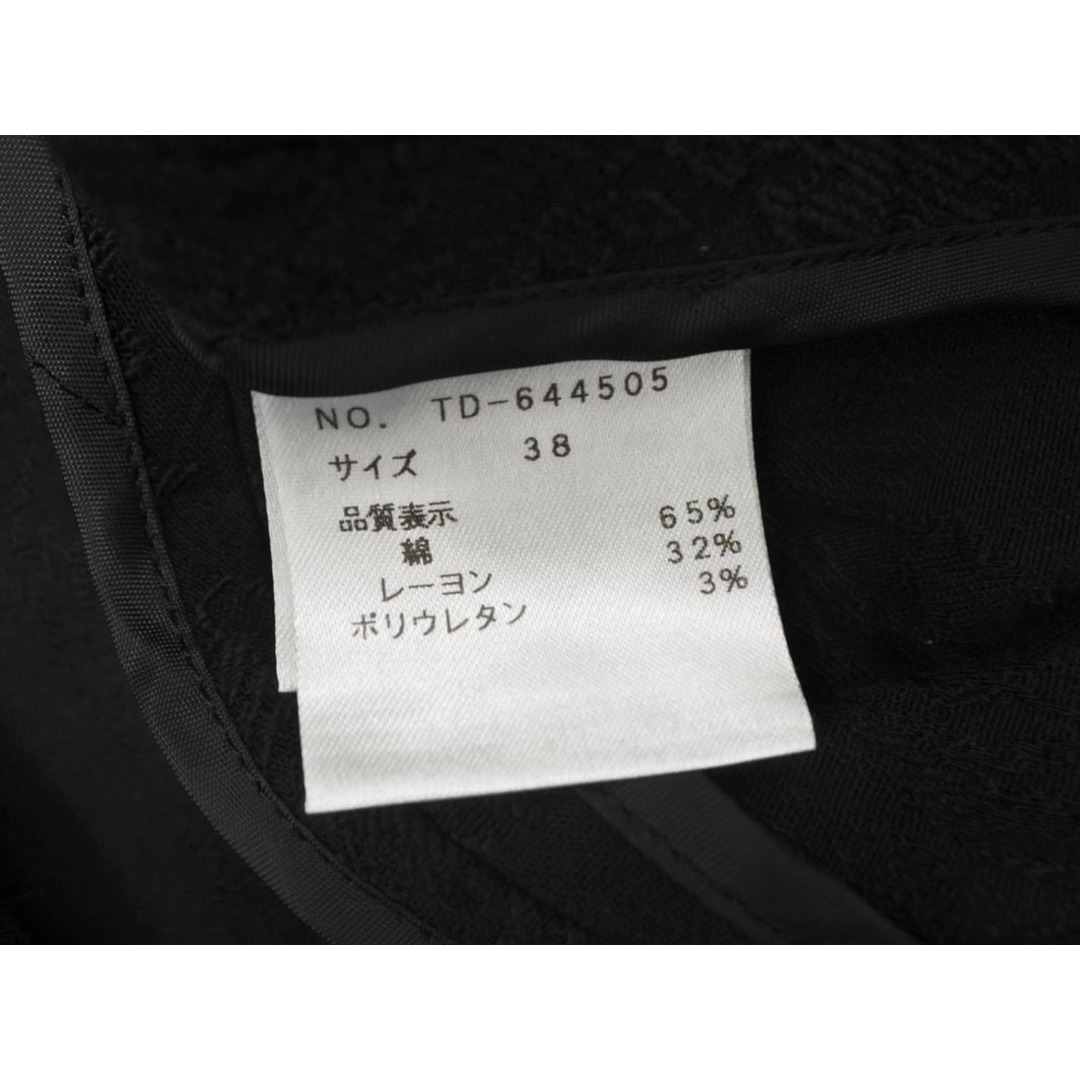 NO. TD-644505
サイズ 38
品質表示
綿 65%
レーヨン 32%
ポリウレタン 3%